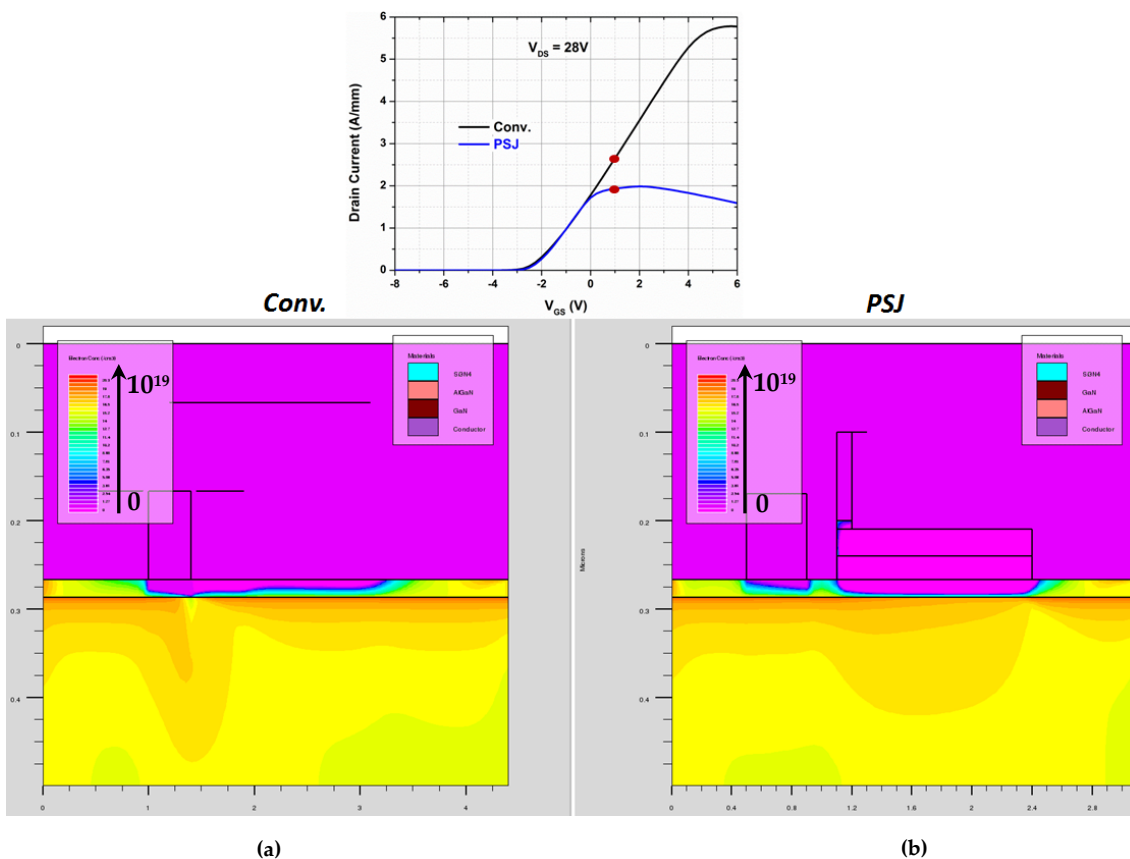 6
5
4
3
2
1
0
Drain Current (A/mm)
V_DS = 28V
Conv.
PSJ
-8 -6 -4 -2 0 2 4 6
V_GS (V)
Conv.
PSJ
10¹⁹
0
Materials
Si3N4
AlGaN
GaN
Conductor
0
0.1
0.2
0.3
0.4
0 1 2 3 4
10¹⁹
0
Materials
Si3N4
GaN
AlGaN
Conductor
Microns
0
0.1
0.2
0.3
0.4
0 0.4 0.8 1.2 1.6 2 2.4 2.8
(a)
(b)